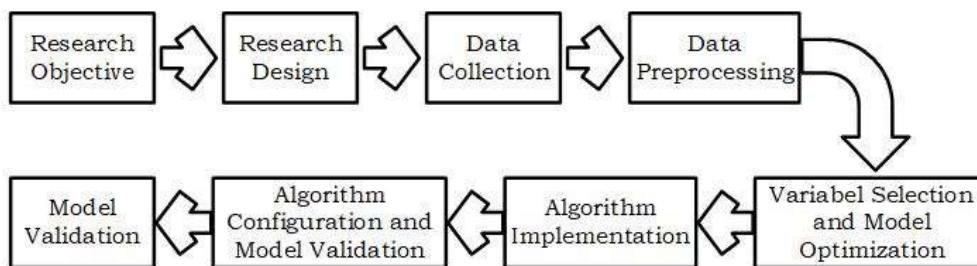 Research
Objective
Research
Design
Data
Collection
Data
Preprocessing
Variabel Selection
and Model
Optimization
Algorithm
Implementation
Algorithm
Configuration and
Model Validation
Model
Validation